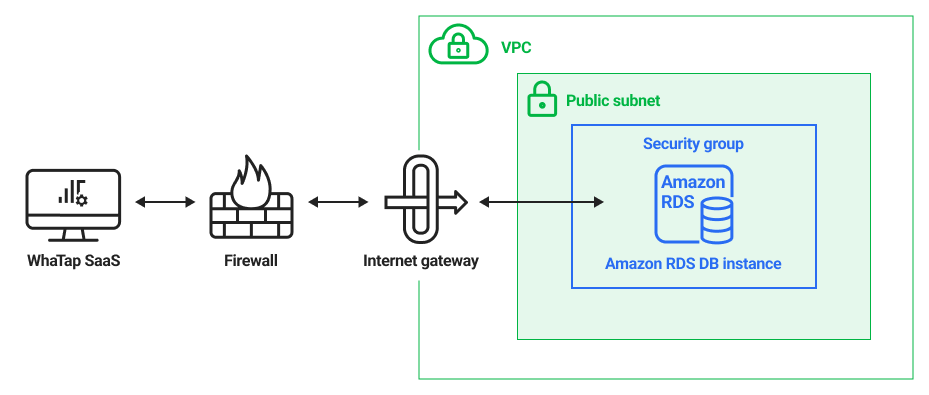 VPC
Public subnet
Security group
Amazon
RDS
WhaTap SaaS
Firewall
Internet gateway
Amazon RDS DB instance